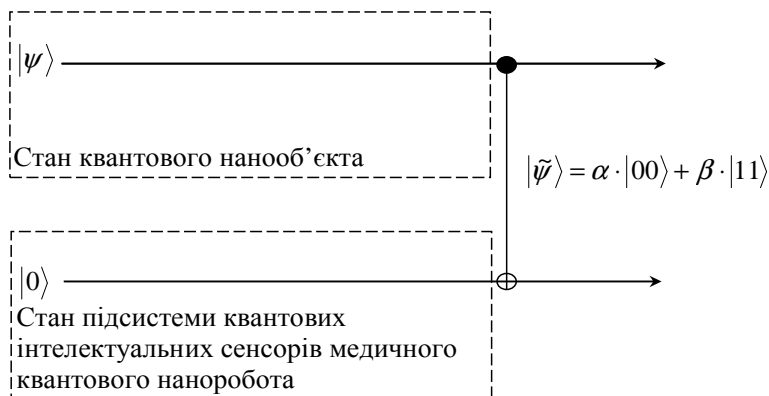 |ψ⟩
Стан квантового нанооб’єкта
|ψ̃⟩ = α·|00⟩ + β·|11⟩
|0⟩
Стан підсистеми квантових
інтелектуальних сенсорів медичного
квантового наноробота